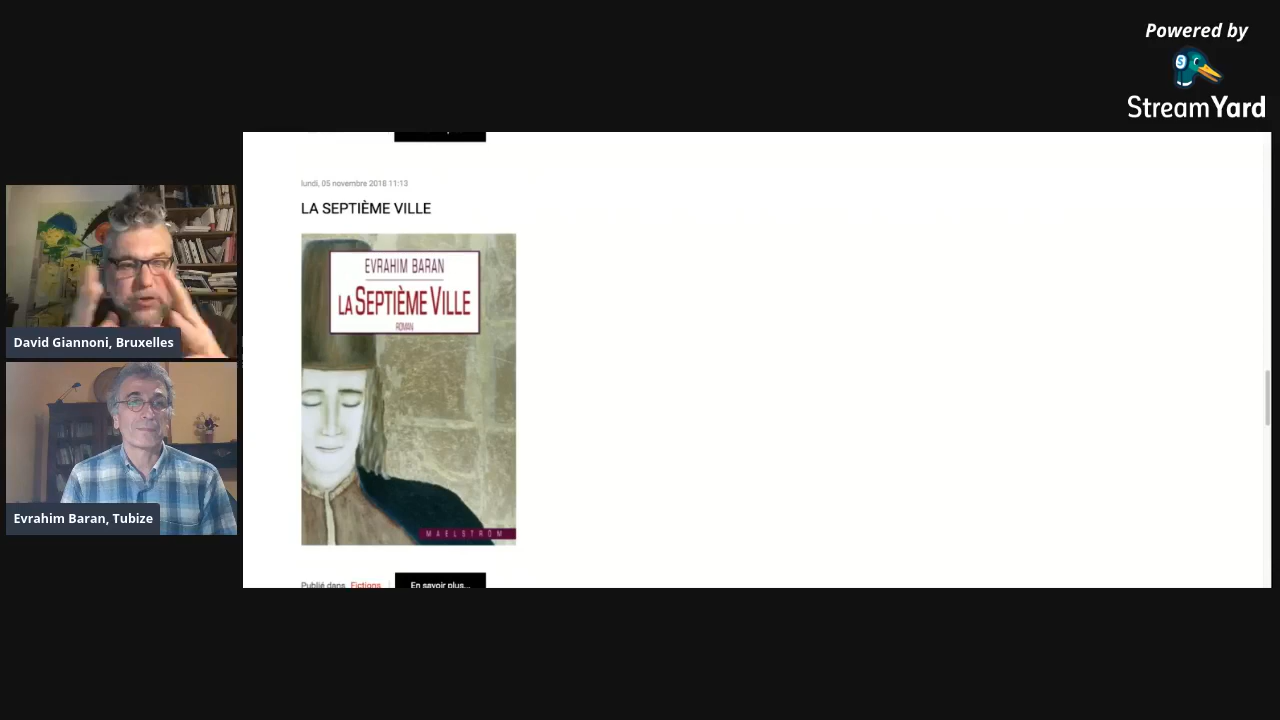 Powered by
StreamYard
lundi, 05 novembre 2018 11:13
LA SEPTIÈME VILLE
EVRAHIM BARAN
LA SEPTIÈME VILLE
ROMAN
MAELSTRÖM
Publié dans Fictions
En savoir plus...
David Giannoni, Bruxelles
Evrahim Baran, Tubize